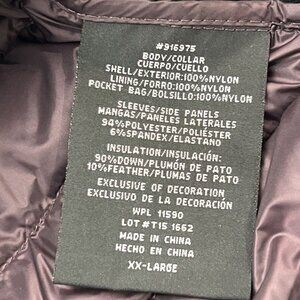 #916975
BODY/COLLAR
CUERPO/CUELLO
SHELL/EXTERIOR:100%NYLON
LINING/FORRO:100%NYLON
POCKET BAG/BOLSILLO:100%NYLON
SLEEVES/SIDE PANELS
MANGAS/PANELES LATERALES
94%POLYESTER/POLIÉSTER
6%SPANDEX/ELASTANO
INSULATION/INSULACIÓN:
90%DOWN/PLUMÓN DE PATO
10%FEATHER/PLUMAS DE PATO
EXCLUSIVE OF DECORATION
EXCLUSIVO DE LA DECORACIÓN
WPL 11590
LOT #T15 1662
MADE IN CHINA
HECHO EN CHINA
XX-LARGE